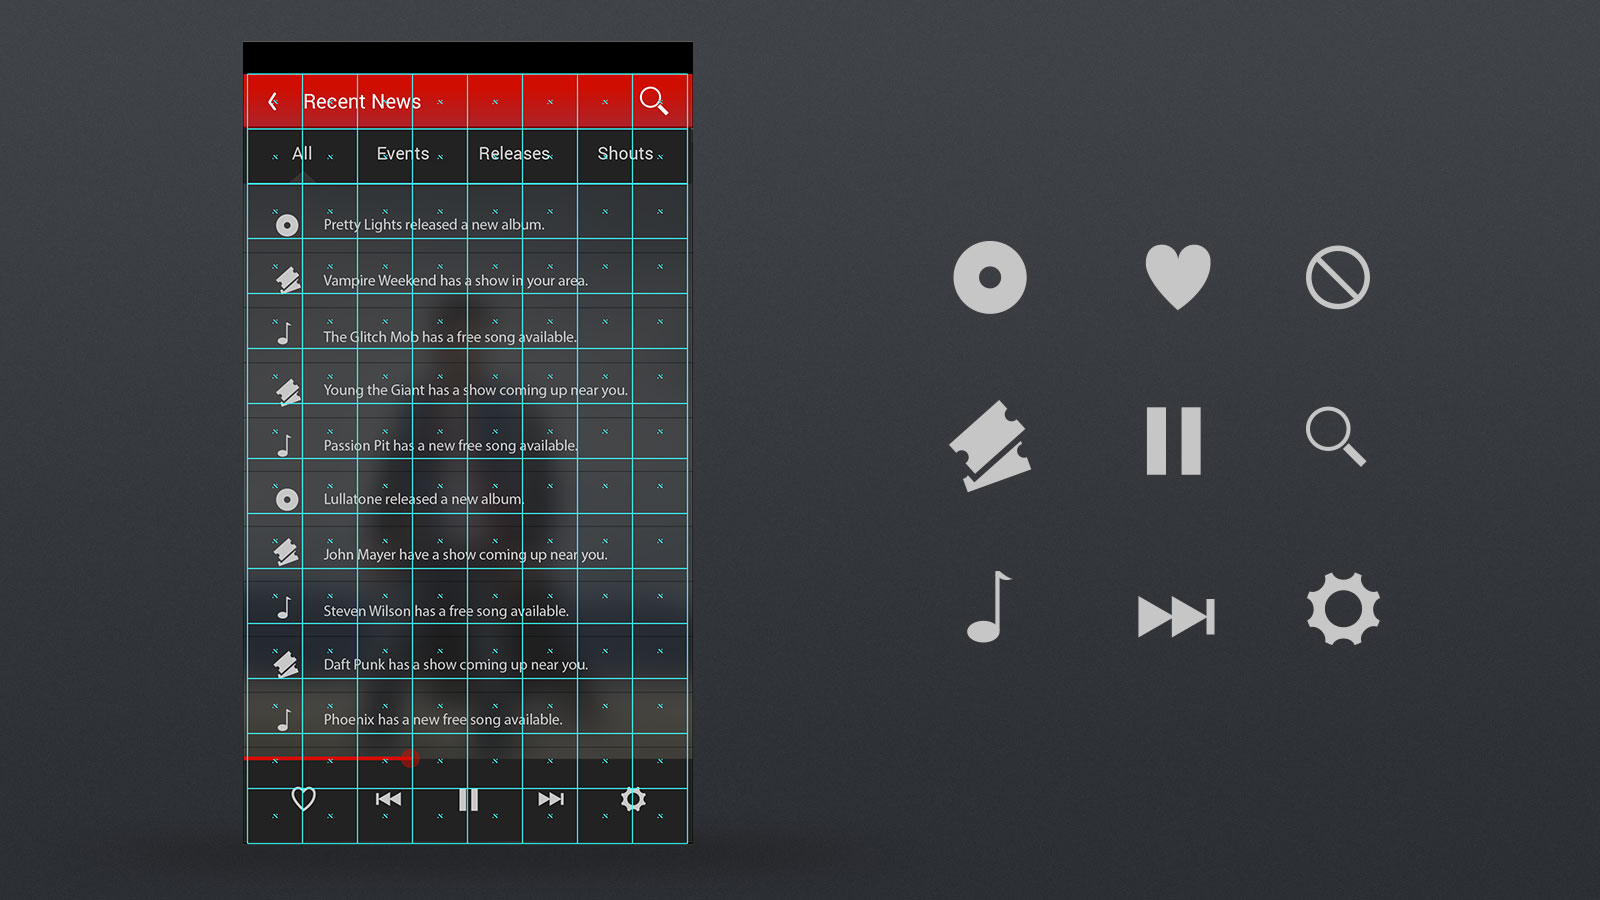 Recent News
All Events Releases Shouts
Pretty Lights released a new album.
Vampire Weekend has a show in your area.
The Glitch Mob has a free song available.
Young the Giant has a show coming up near you.
Passion Pit has a new free song available.
Lullatone released a new album.
John Mayer have a show coming up near you.
Steven Wilson has a free song available.
Daft Punk has a show coming up near you.
Phoenix has a new free song available.